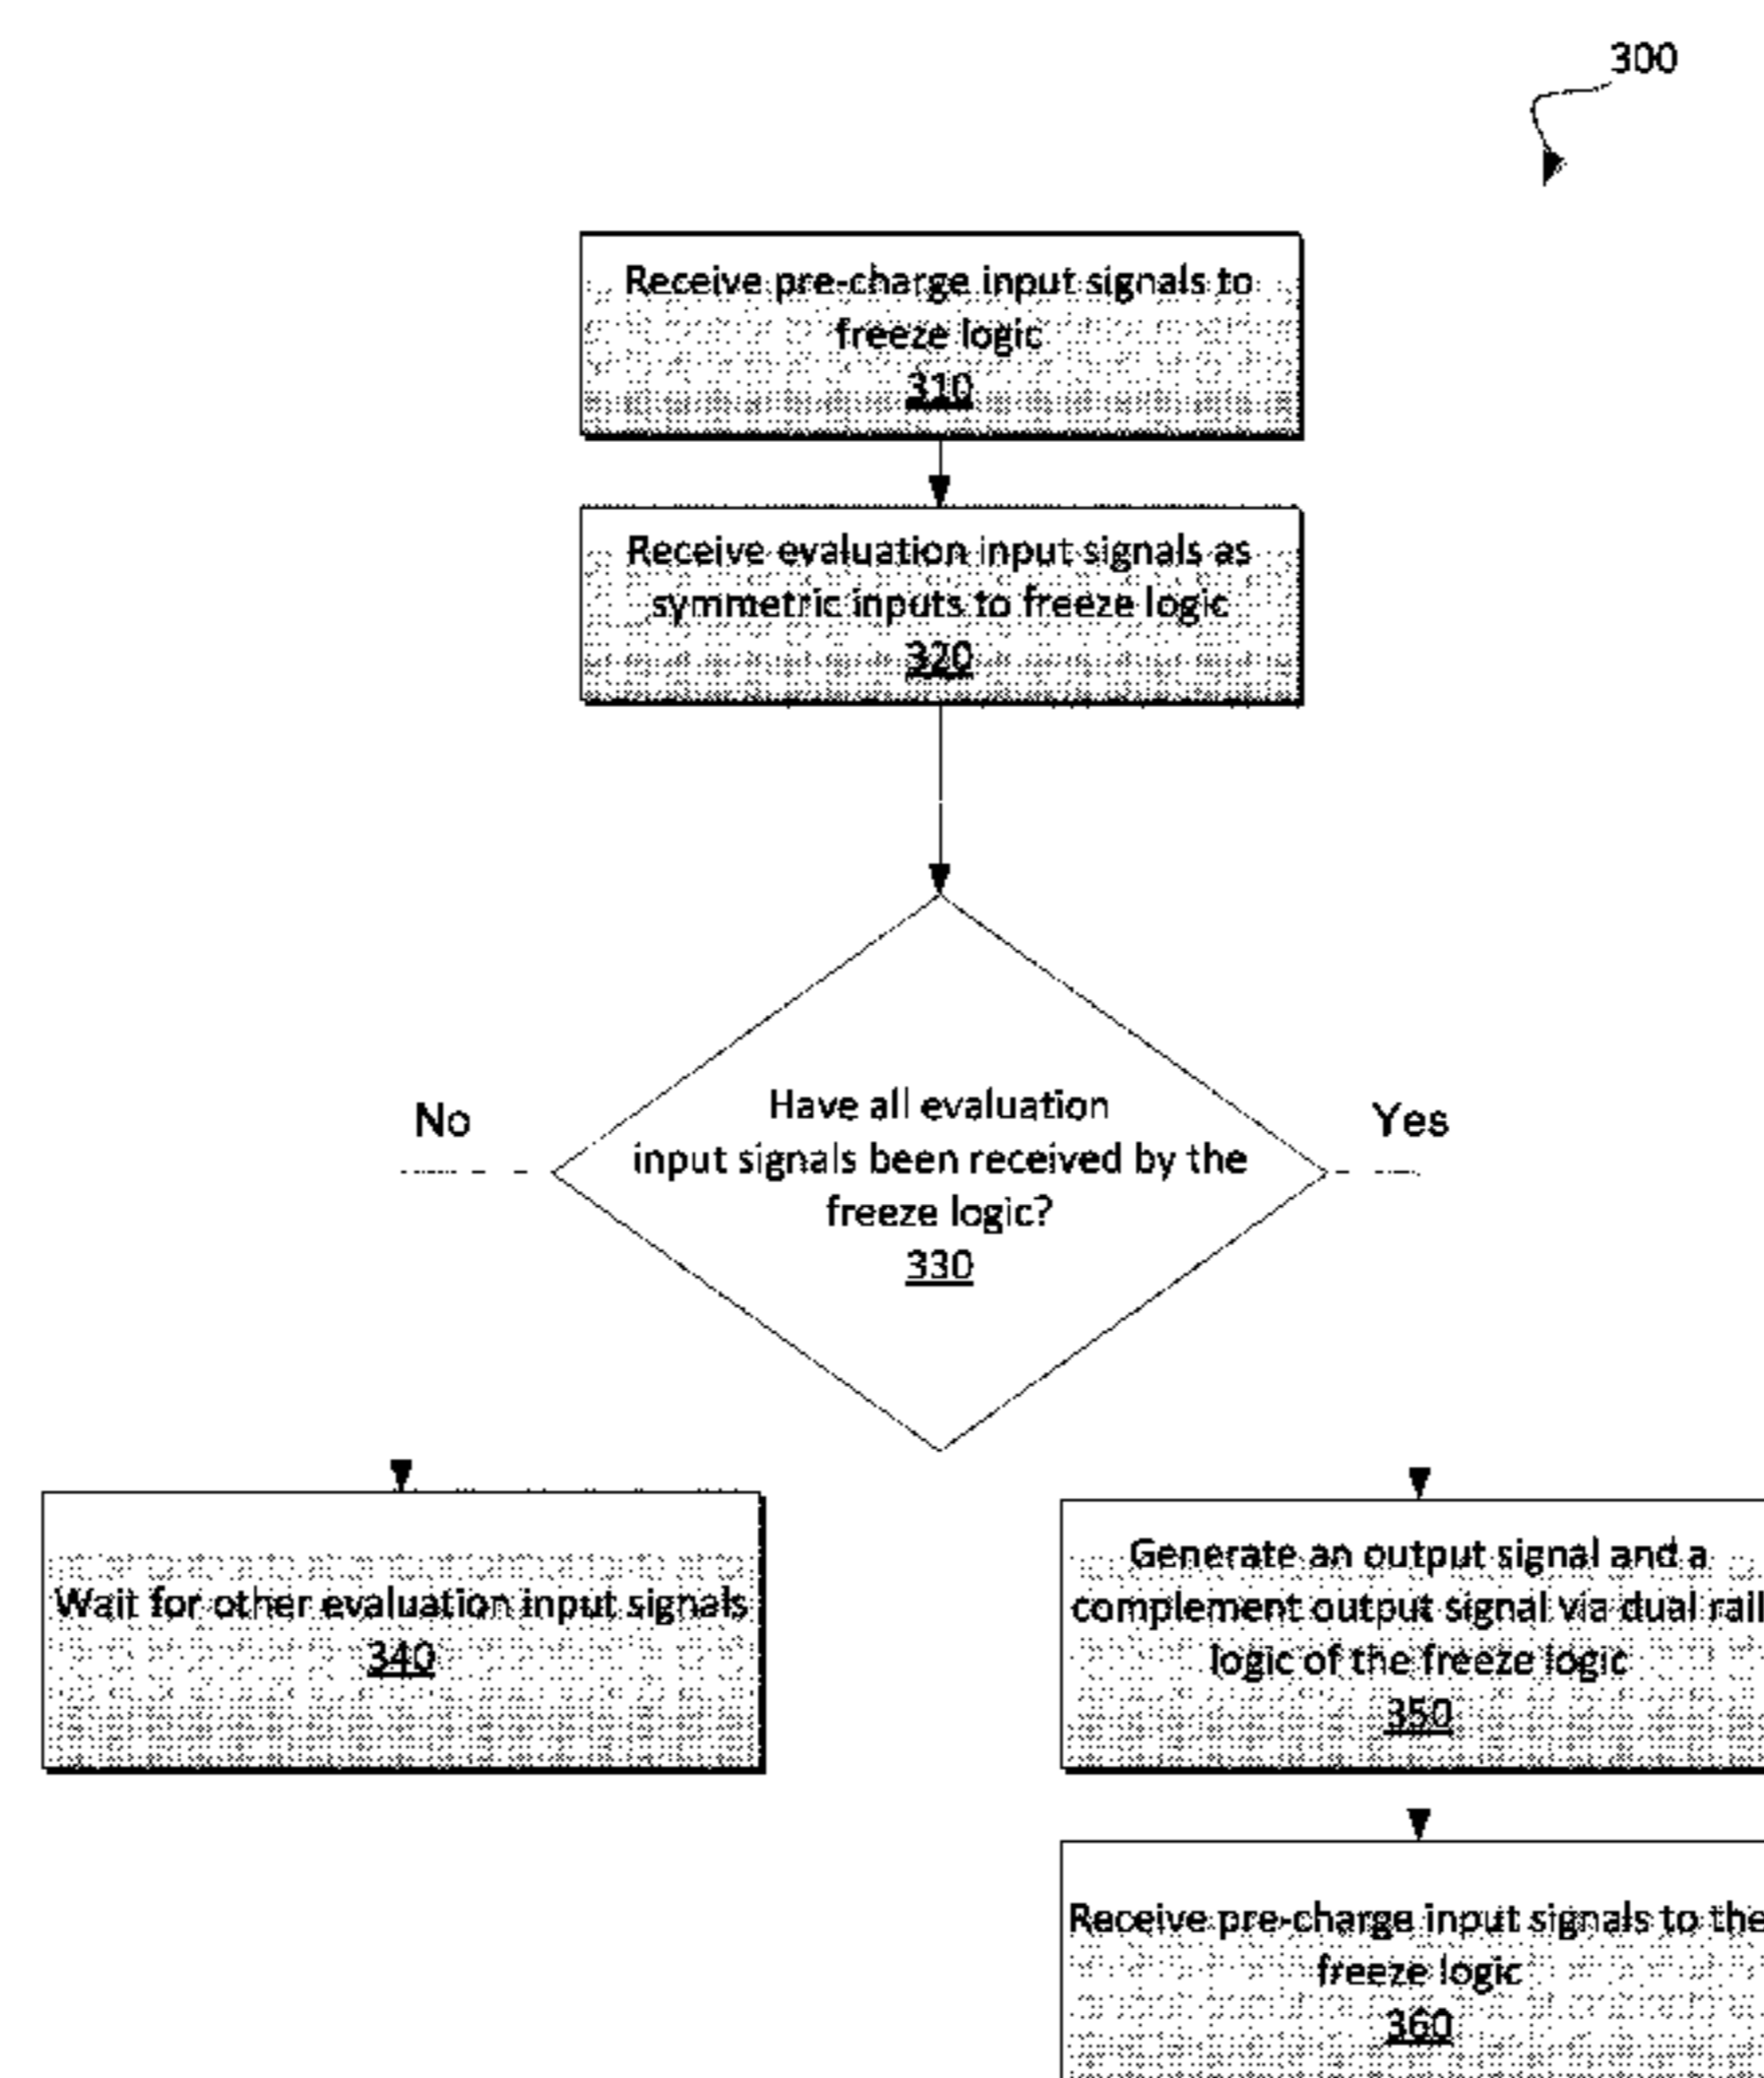 300
Receive pre-charge input signals to
freeze logic
310
Receive evaluation input signals as
symmetric inputs to freeze logic
320
Have all evaluation
input signals been received by the
freeze logic?
330
No
Yes
Wait for other evaluation input signals
340
Generate an output signal and a
complement output signal via dual rail
logic of the freeze logic
350
Receive pre-charge input signals to the
freeze logic
360